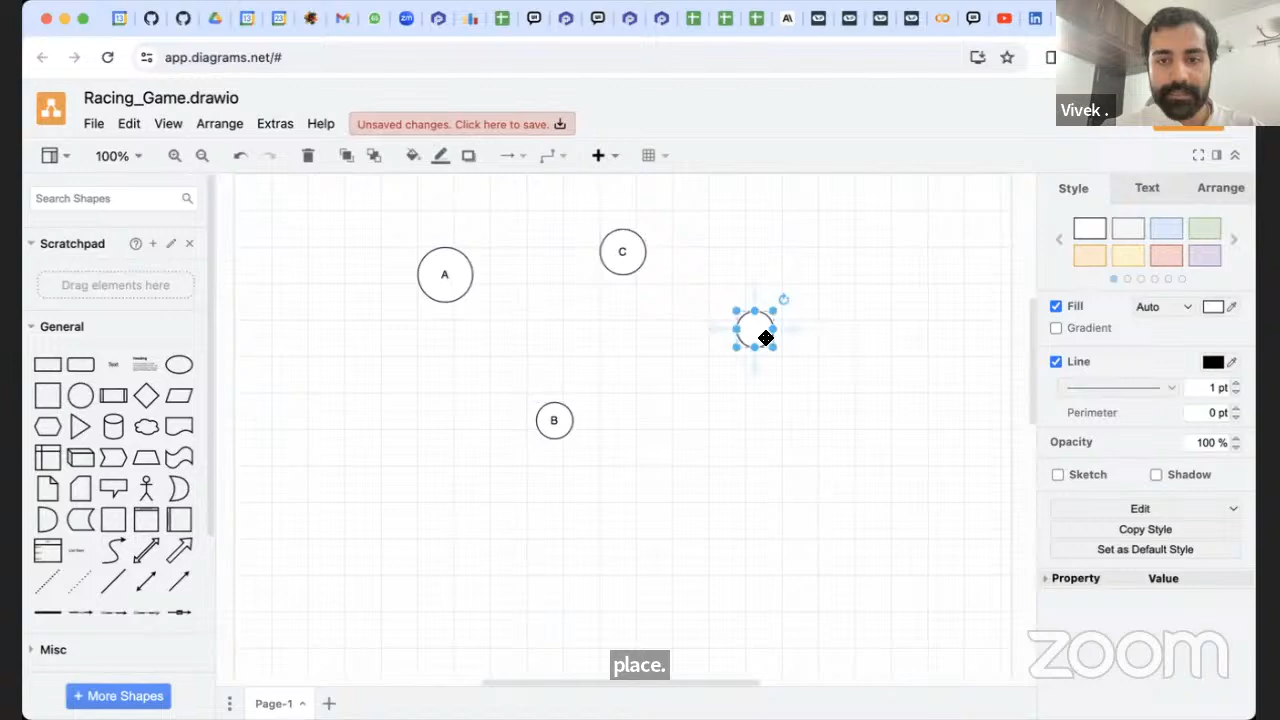 app.diagrams.net/#
Vivek .
Racing_Game.drawio
File Edit View Arrange Extras Help Unsaved changes. Click here to save.
100%
Search Shapes
Scratchpad
Drag elements here
General
Text
Heading
Misc
+ More Shapes
A
C
B
Style Text Arrange
Fill Auto
Gradient
Line
1 pt
Perimeter 0 pt
Opacity 100 %
Sketch Shadow
Edit
Copy Style
Set as Default Style
Property Value
place.
zoom
Page-1